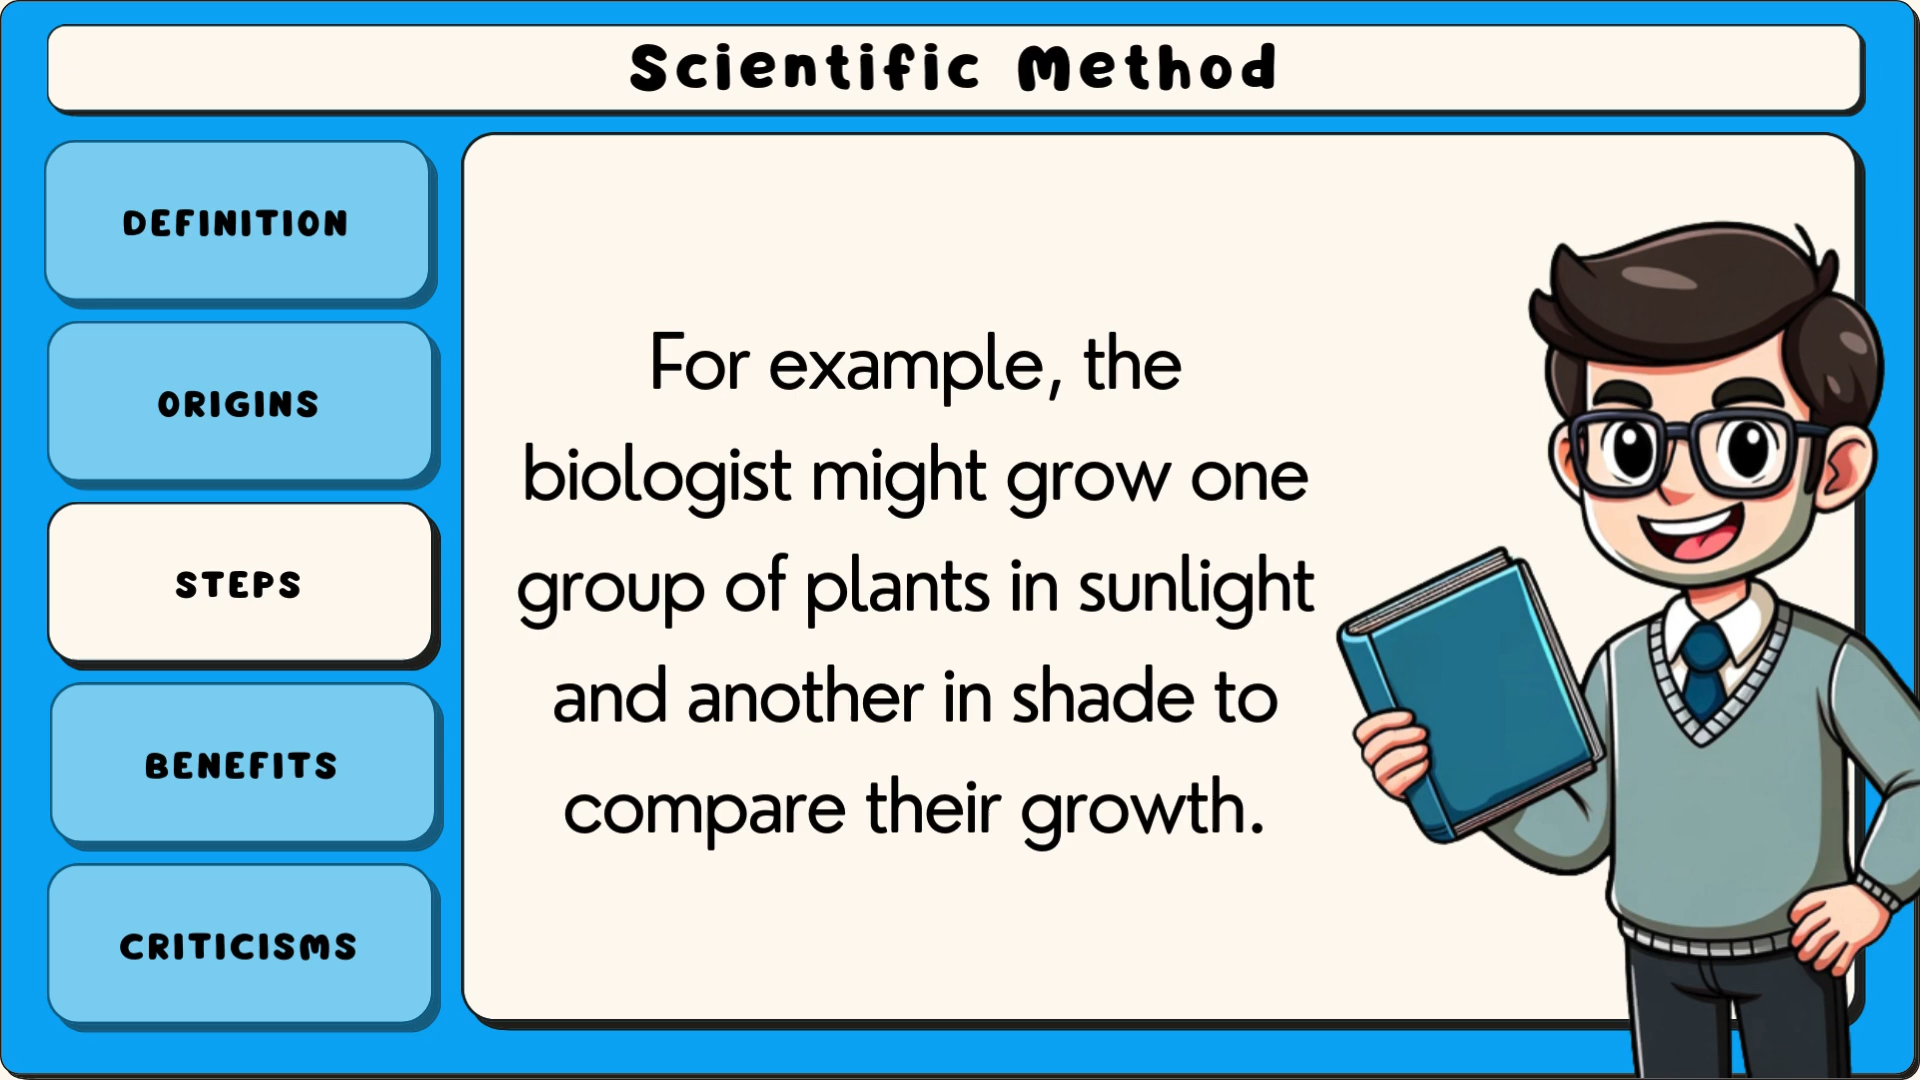 Scientific Method
DEFINITION
ORIGINS
STEPS
BENEFITS
CRITICISMS
For example, the
biologist might grow one
group of plants in sunlight
and another in shade to
compare their growth.